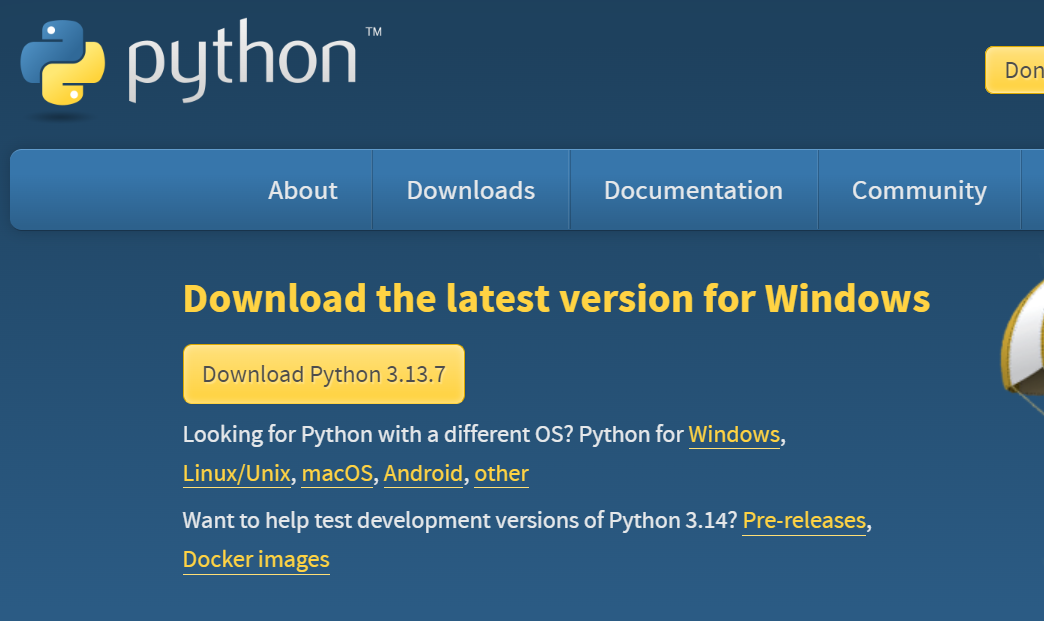 python™
Don
About Downloads Documentation Community
Download the latest version for Windows
Download Python 3.13.7
Looking for Python with a different OS? Python for Windows,
Linux/Unix, macOS, Android, other
Want to help test development versions of Python 3.14? Pre-releases,
Docker images